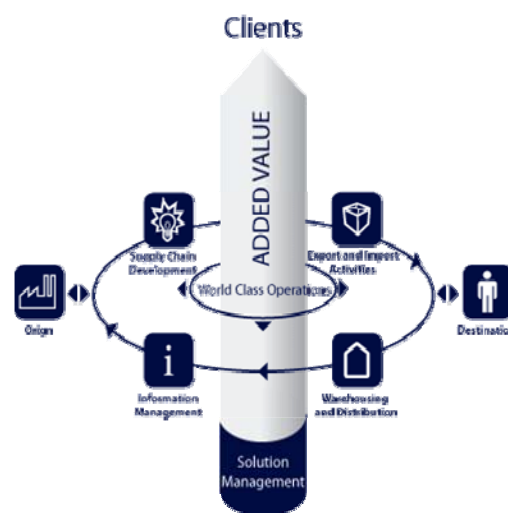 Clients
ADDED VALUE
Supply Chain
Development
Export and Import
Activities
World Class Operations
Origin
Destination
Information
Management
Warehousing
and Distribution
i
Solution
Management